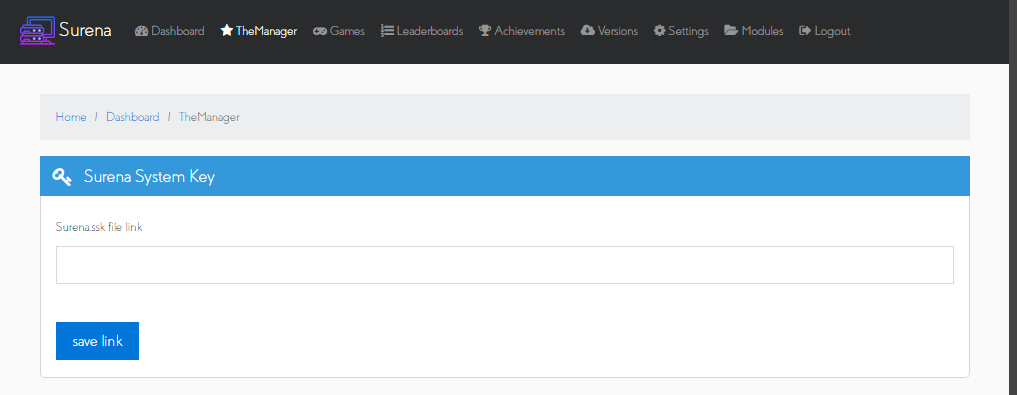 Surena Dashboard TheManager Games Leaderboards Achievements Versions Settings Modules Logout
Home / Dashboard / TheManager
Surena System Key
Surena.ssk file link
save link